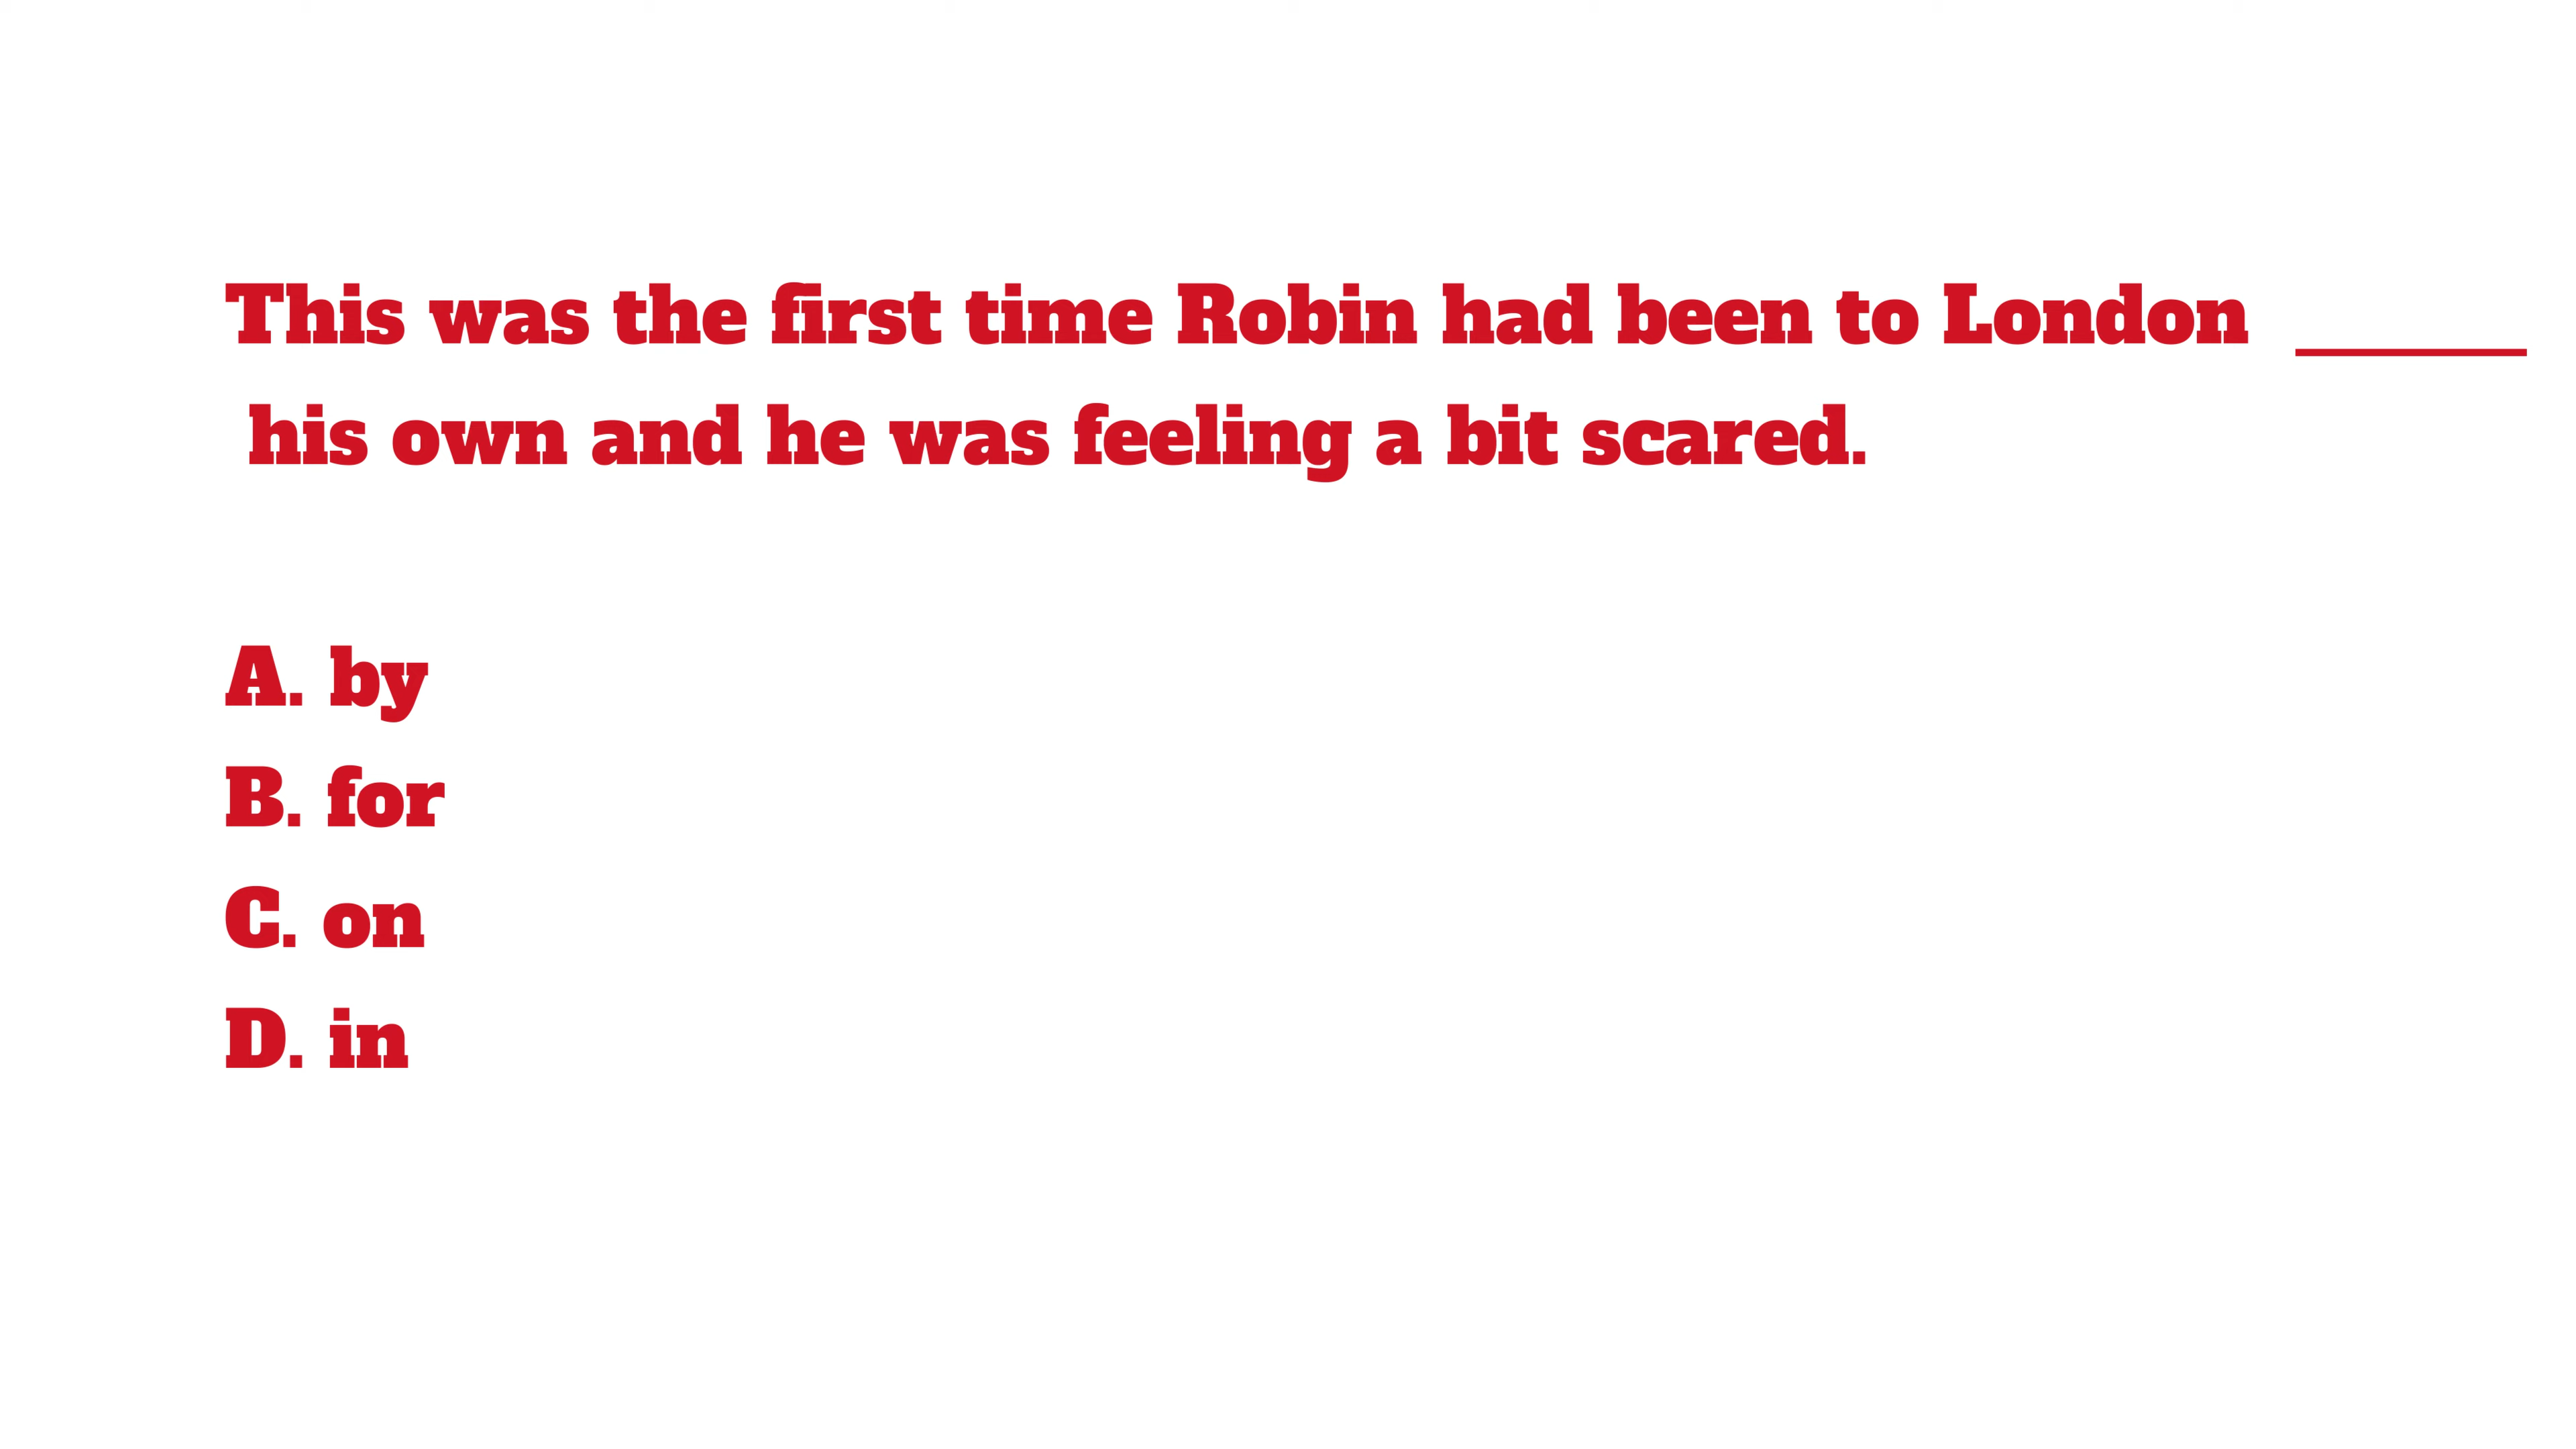 This was the first time Robin had been to London ______
his own and he was feeling a bit scared.
A. by
B. for
C. on
D. in